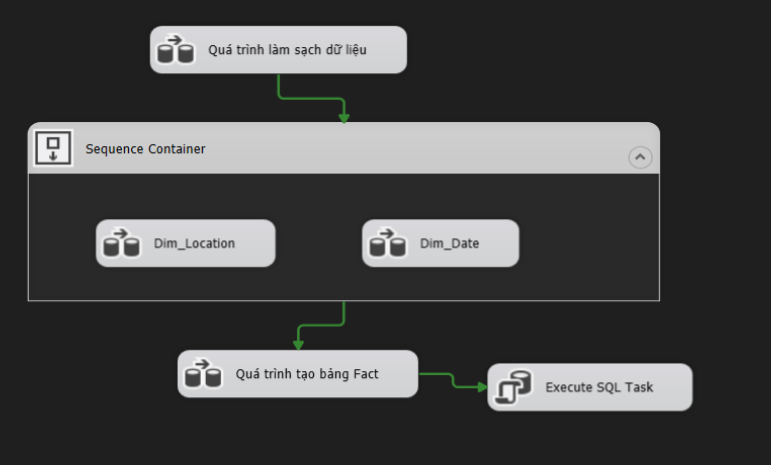 Quá trình làm sạch dữ liệu
Sequence Container
Dim_Location
Dim_Date
Quá trình tạo bảng Fact
Execute SQL Task